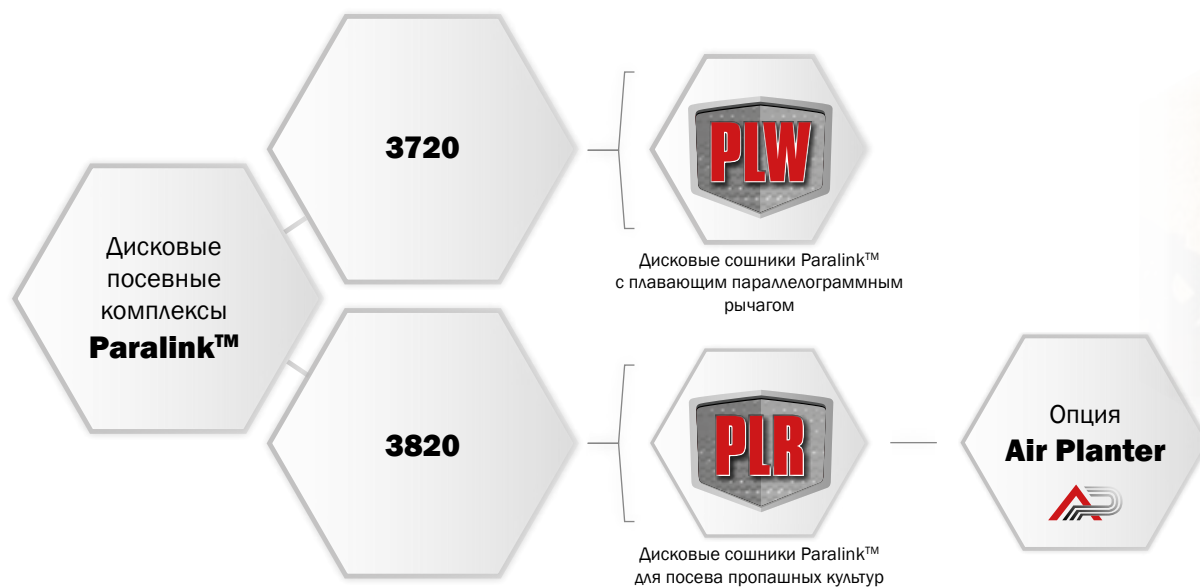 Дисковые
посевные
комплексы
Paralink™
3720
PLW
Дисковые сошники Paralink™
с плавающим параллелограммным
рычагом
3820
PLR
Дисковые сошники Paralink™
для посева пропашных культур
Опция
Air Planter
AP